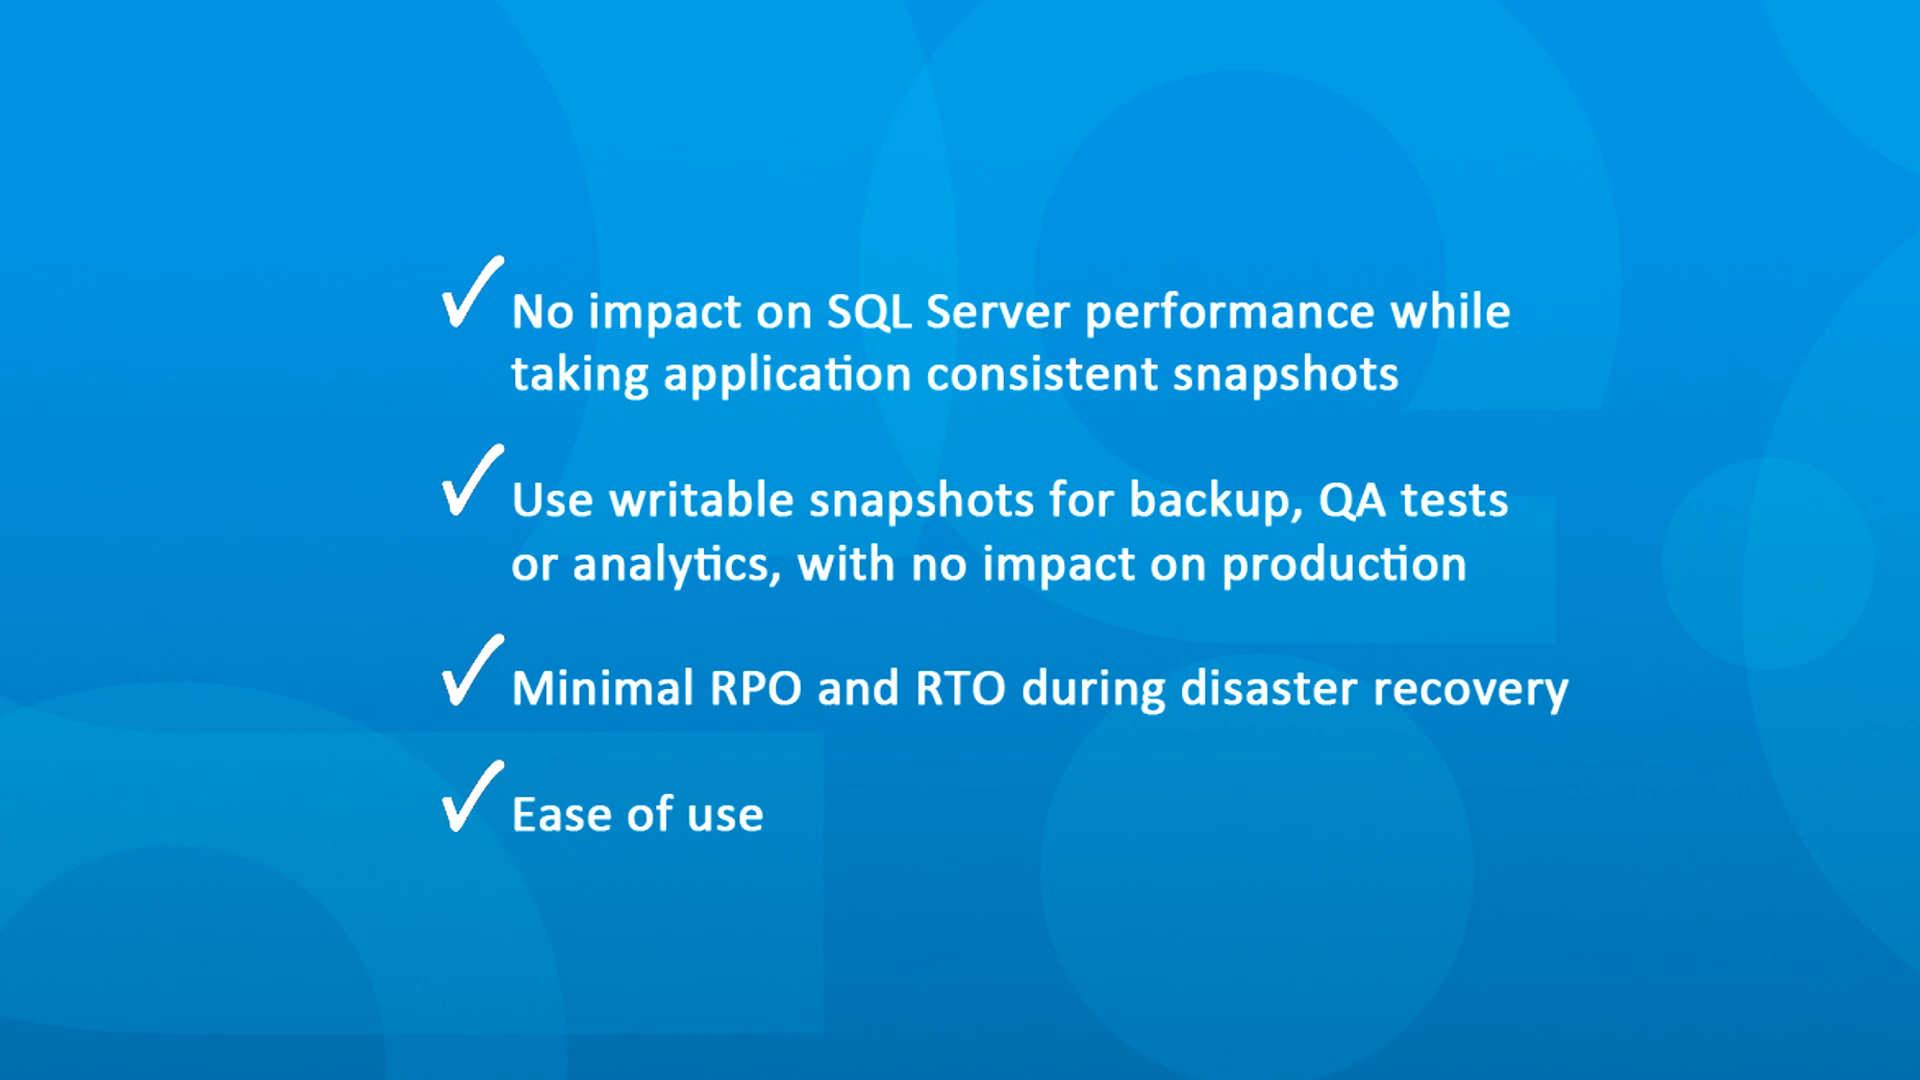 No impact on SQL Server performance while
taking application consistent snapshots
Use writable snapshots for backup, QA tests
or analytics, with no impact on production
Minimal RPO and RTO during disaster recovery
Ease of use